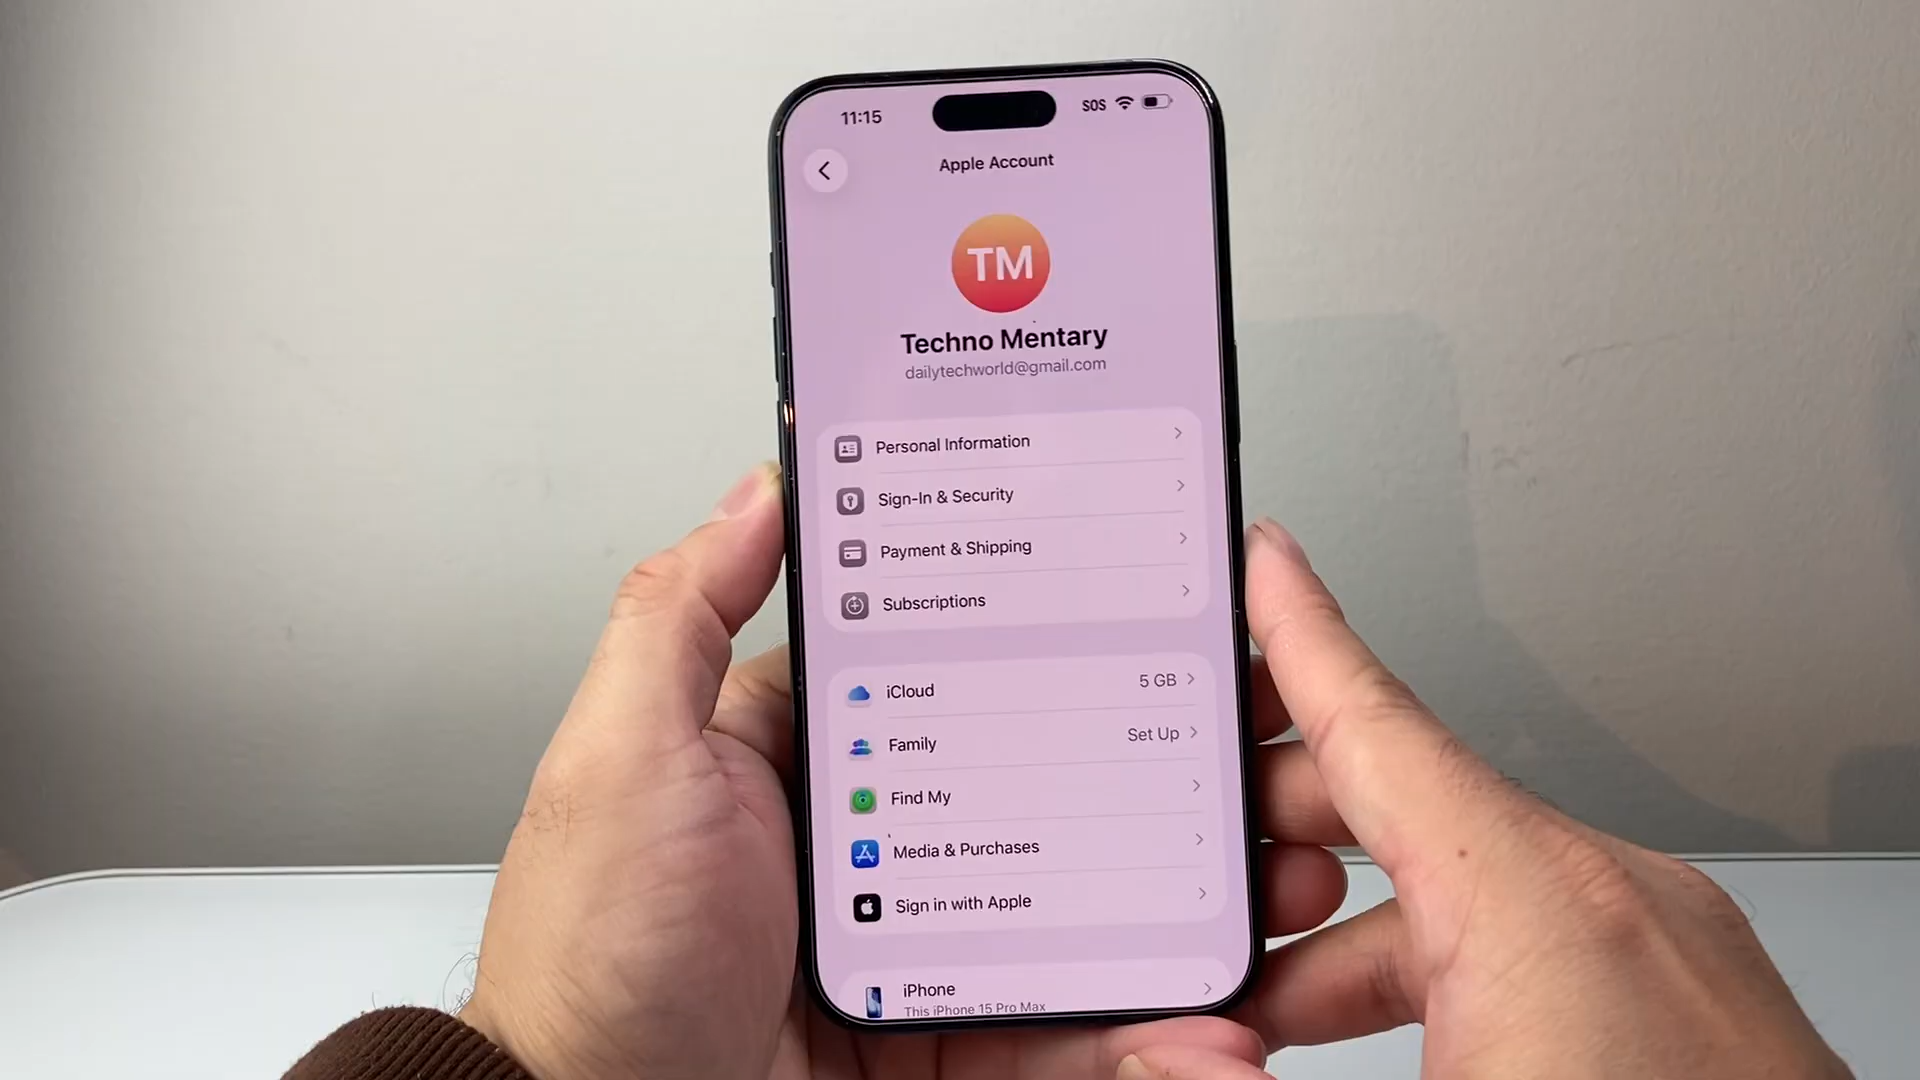 11:15
SOS
Apple Account
TM
Techno Mentary
dailytechworld@gmail.com
Personal Information
Sign-In & Security
Payment & Shipping
Subscriptions
iCloud 5 GB
Family Set Up
Find My
Media & Purchases
Sign in with Apple
iPhone
This iPhone 15 Pro Max